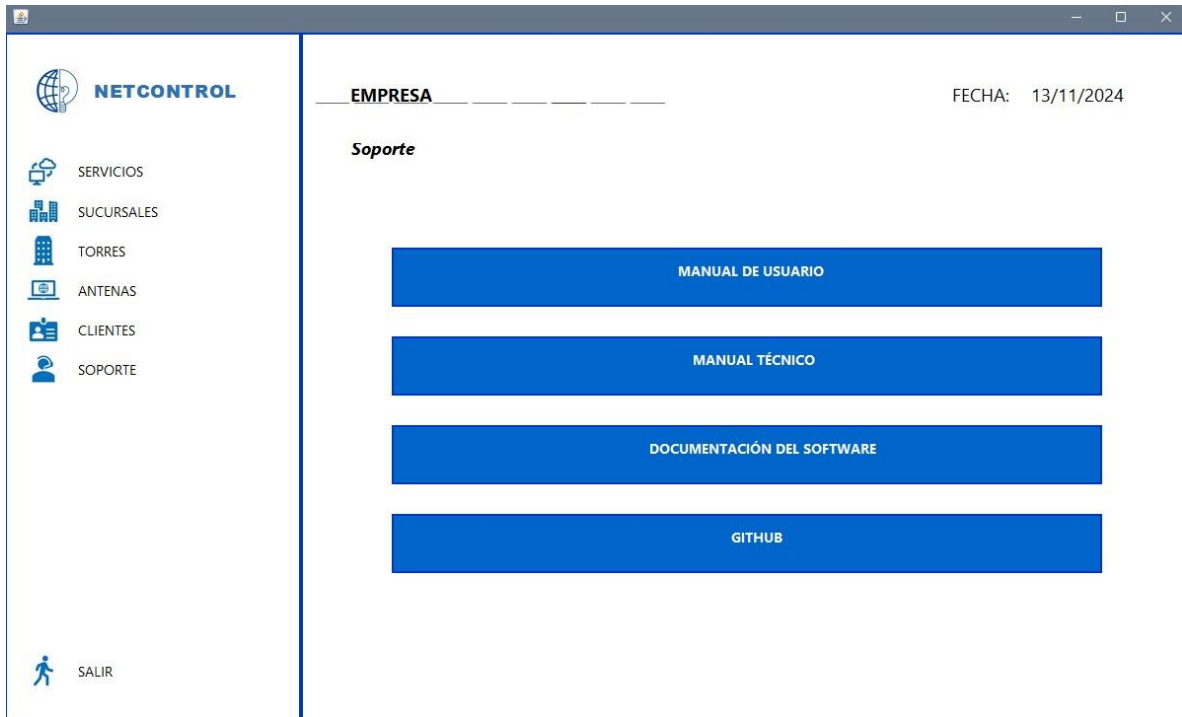 NETCONTROL
SERVICIOS
SUCURSALES
TORRES
ANTENAS
CLIENTES
SOPORTE
SALIR
EMPRESA
FECHA: 13/11/2024
Soporte
MANUAL DE USUARIO
MANUAL TÉCNICO
DOCUMENTACIÓN DEL SOFTWARE
GITHUB